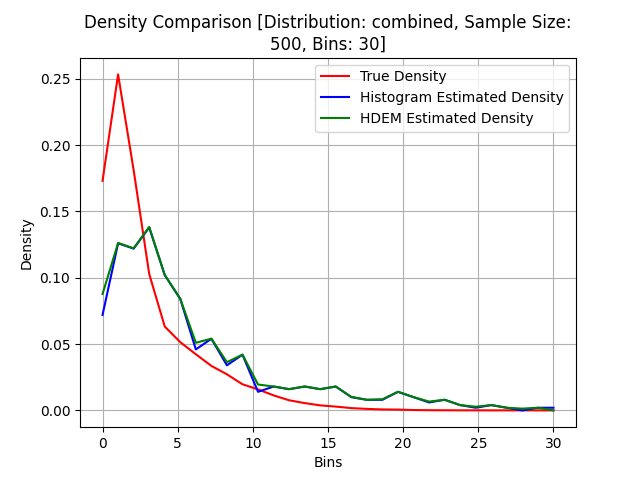 Density Comparison [Distribution: combined, Sample Size:
500, Bins: 30]
True Density
Histogram Estimated Density
HDEM Estimated Density
0.25
0.20
0.15
0.10
0.05
0.00
Density
0 5 10 15 20 25 30
Bins